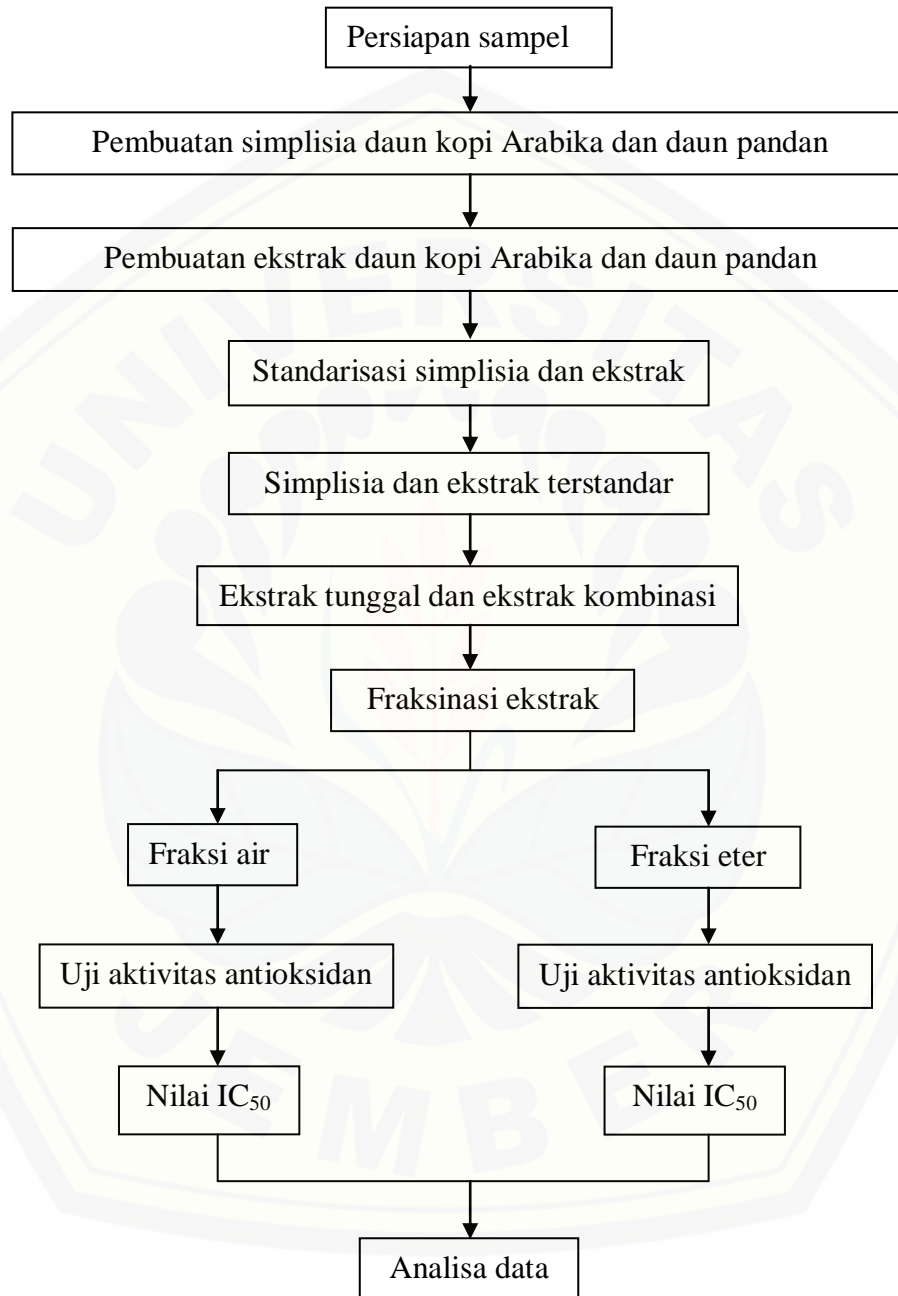 Persiapan sampel
Pembuatan simplisia daun kopi Arabika dan daun pandan
Pembuatan ekstrak daun kopi Arabika dan daun pandan
Standarisasi simplisia dan ekstrak
Simplisia dan ekstrak terstandar
Ekstrak tunggal dan ekstrak kombinasi
Fraksinasi ekstrak
Fraksi air
Fraksi eter
Uji aktivitas antioksidan
Uji aktivitas antioksidan
Nilai IC₅₀
Nilai IC₅₀
Analisa data
UNIVERSITAS
JEMBER